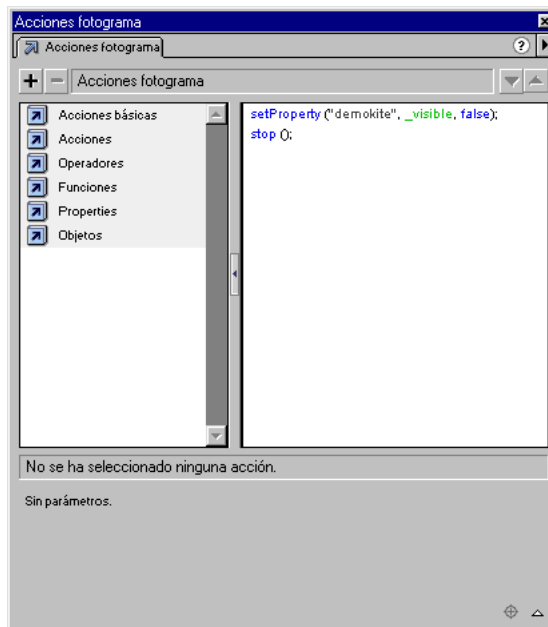 Acciones fotograma
Acciones fotograma
?
Acciones fotograma
Acciones básicas
Acciones
Operadores
Funciones
Properties
Objetos
setProperty ("demokite", _visible, false);
stop ();
No se ha seleccionado ninguna acción.
Sin parámetros.